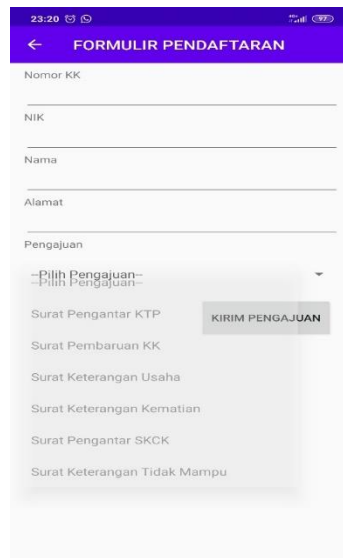 23:20
97
FORMULIR PENDAFTARAN
Nomor KK
NIK
Nama
Alamat
Pengajuan
--Pilih Pengajuan--
--Pilih Pengajuan--
Surat Pengantar KTP
KIRIM PENGAJUAN
Surat Pembaruan KK
Surat Keterangan Usaha
Surat Keterangan Kematian
Surat Pengantar SKCK
Surat Keterangan Tidak Mampu